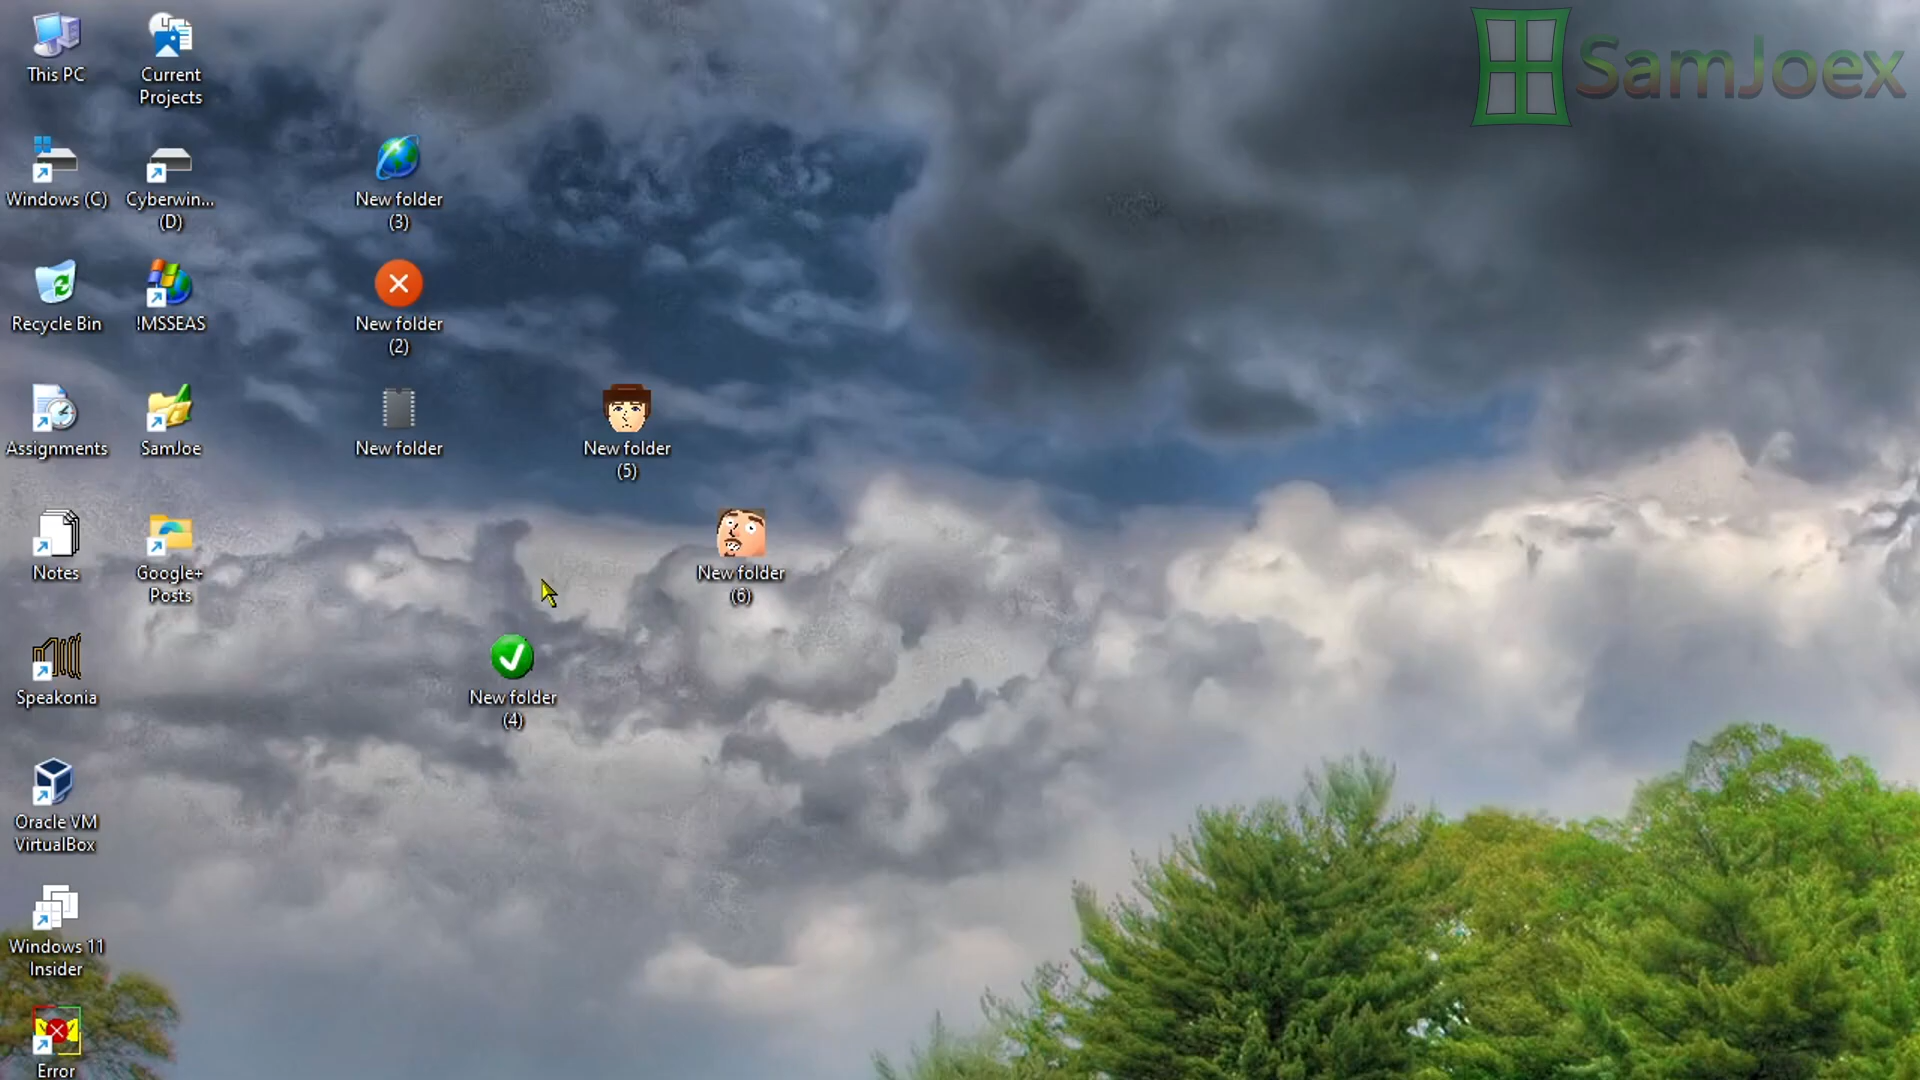 This PC
Current
Projects
SamJoex
Windows (C)
Cyberwin...
(D)
New folder
(3)
Recycle Bin
!MSSEAS
New folder
(2)
Assignments
SamJoe
New folder
New folder
(5)
Notes
Google+
Posts
New folder
(6)
Speakonia
New folder
(4)
Oracle VM
VirtualBox
Windows 11
Insider
Error